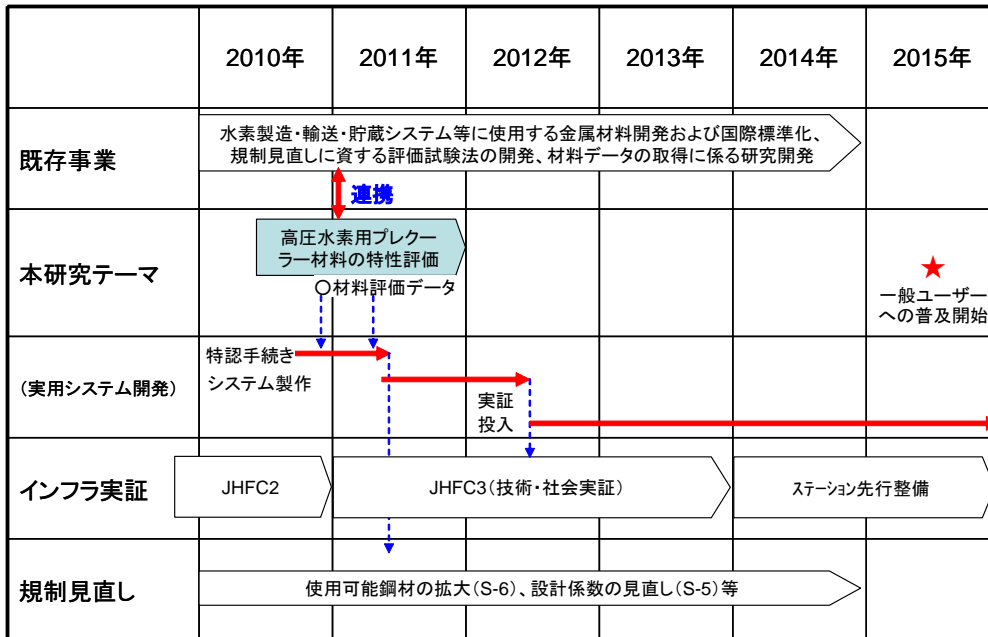 2010年
2011年
2012年
2013年
2014年
2015年
既存事業
水素製造・輸送・貯蔵システム等に使用する金属材料開発および国際標準化、
規制見直しに資する評価試験法の開発、材料データの取得に係る研究開発
連携
本研究テーマ
高圧水素用プレクー
ラー材料の特性評価
○材料評価データ
★
一般ユーザー
への普及開始
(実用システム開発)
特認手続き
システム製作
実証
投入
インフラ実証
JHFC2
JHFC3(技術・社会実証)
ステーション先行整備
規制見直し
使用可能鋼材の拡大(S-6)、設計係数の見直し(S-5)等